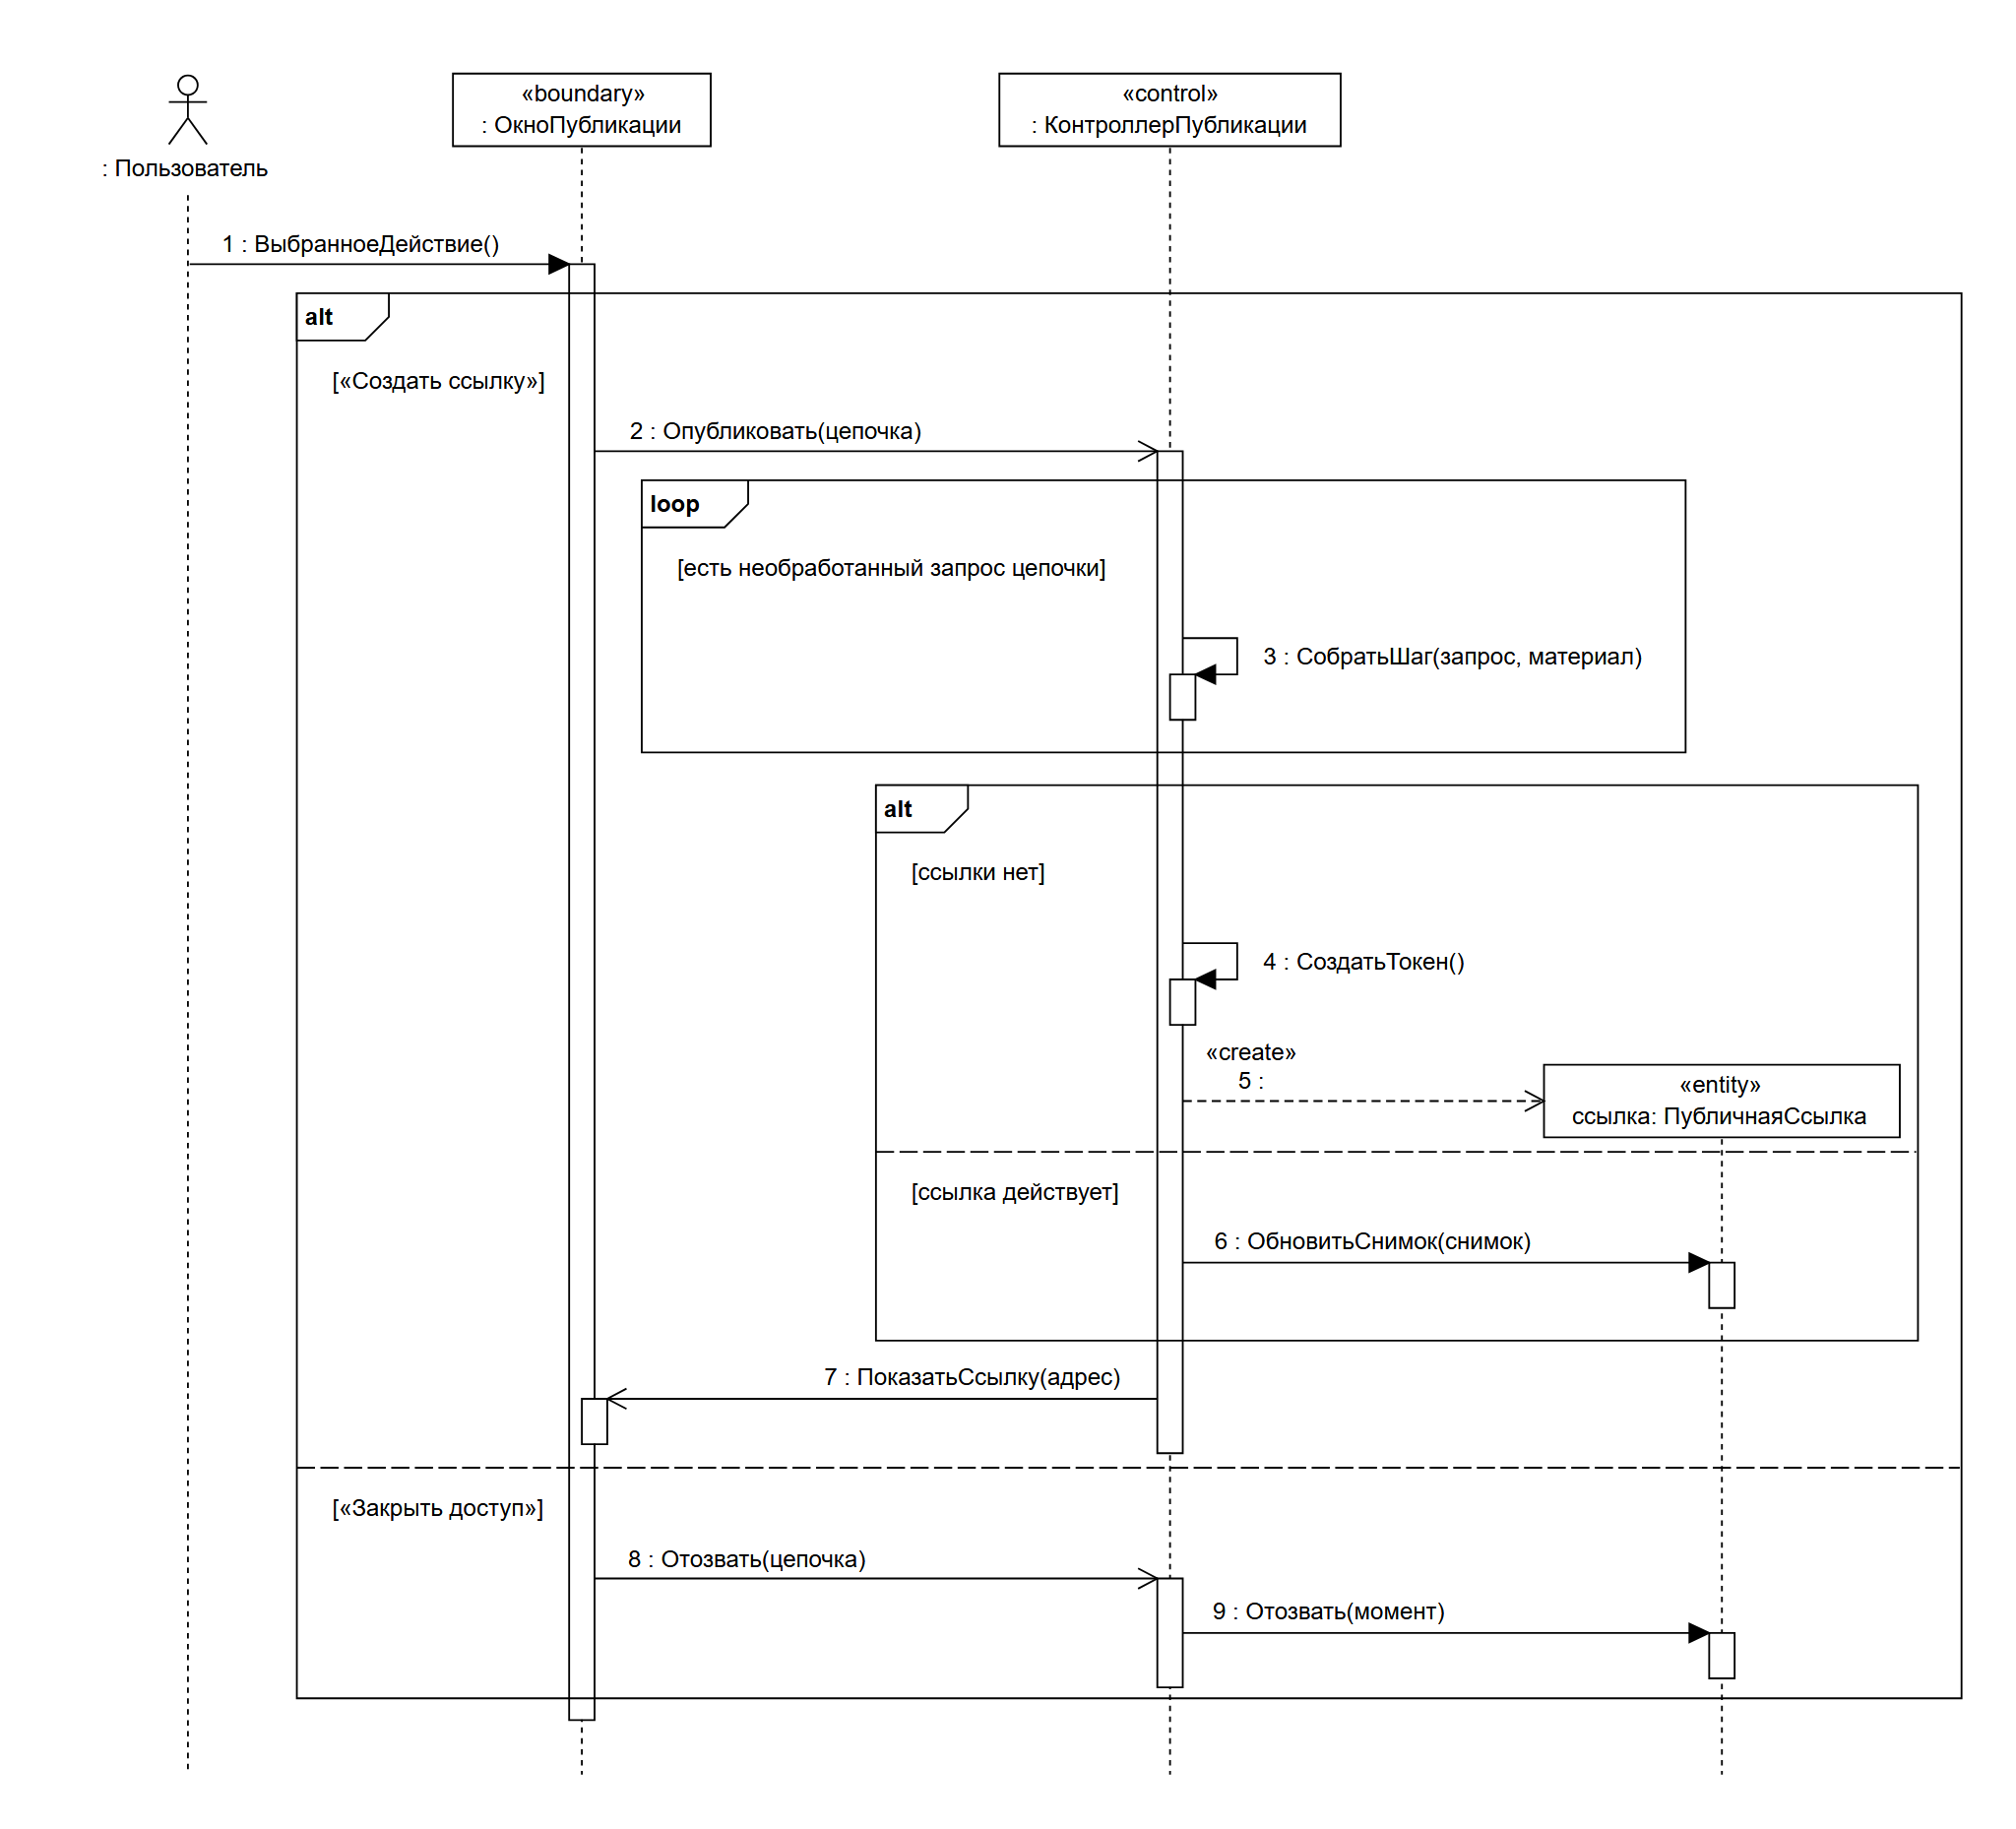 «boundary»
: ОкноПубликации
«control»
: КонтроллерПубликации
: Пользователь
1 : ВыбранноеДействие()
alt
[«Создать ссылку»]
2 : Опубликовать(цепочка)
loop
[есть необработанный запрос цепочки]
3 : СобратьШаг(запрос, материал)
alt
[ссылки нет]
4 : СоздатьТокен()
«create»
5 :
«entity»
ссылка: ПубличнаяСсылка
[ссылка действует]
6 : ОбновитьСнимок(снимок)
7 : ПоказатьСсылку(адрес)
[«Закрыть доступ»]
8 : Отозвать(цепочка)
9 : Отозвать(момент)